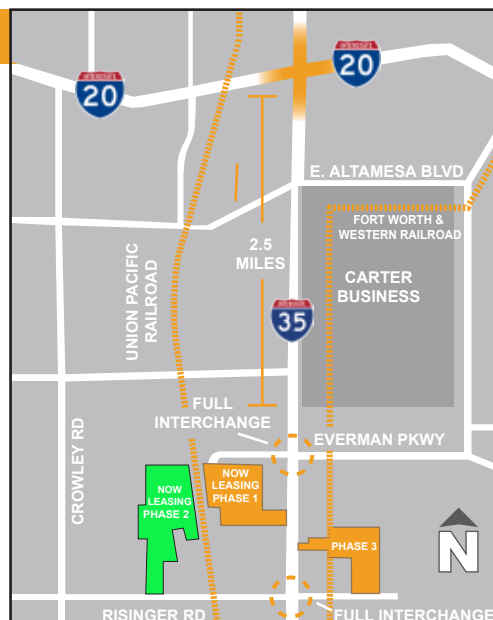 INTERSTATE
20
INTERSTATE
20
E. ALTAMESA BLVD
FORT WORTH &
WESTERN RAILROAD
2.5
MILES
UNION PACIFIC
RAILROAD
CARTER
BUSINESS
INTERSTATE
35
FULL
INTERCHANGE
EVERMAN PKWY
CROWLEY RD
NOW
LEASING
PHASE 1
NOW
LEASING
PHASE 2
PHASE 3
N
RISINGER RD
FULL INTERCHANGE